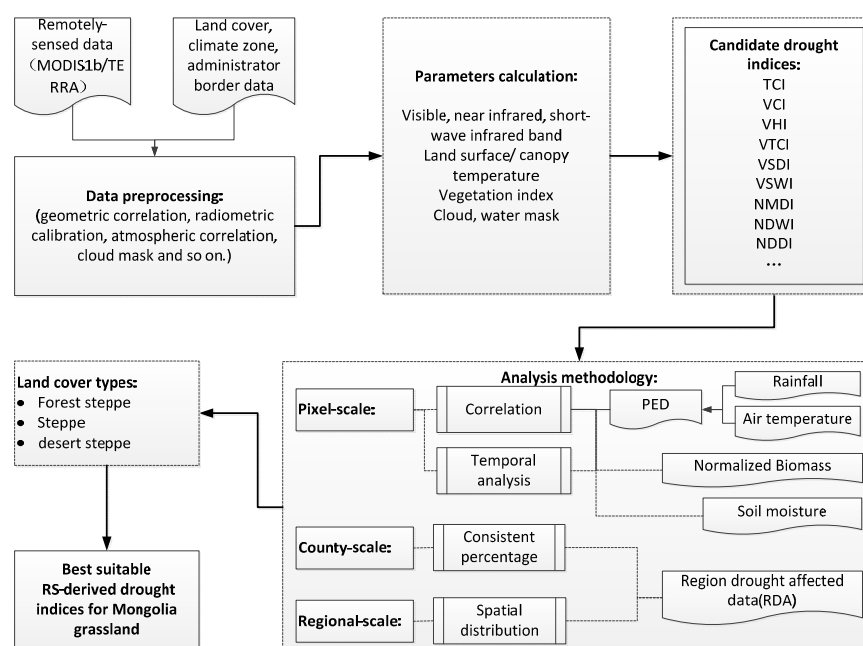 Remotely-
sensed data
(MODIS1b/TE
RRA)
Land cover,
climate zone,
administrator
border data
Data preprocessing:
(geometric correlation, radiometric
calibration, atmospheric correlation,
cloud mask and so on.)
Parameters calculation:
Visible, near infrared, short-
wave infrared band
Land surface/ canopy
temperature
Vegetation index
Cloud, water mask
Candidate drought
indices:
TCI
VCI
VHI
VTCI
VSDI
VSWI
NMDI
NDWI
NDDI
...
Land cover types:
• Forest steppe
• Steppe
• desert steppe
Best suitable
RS-derived drought
indices for Mongolia
grassland
Analysis methodology:
Pixel-scale:
Correlation
PED
Rainfall
Air temperature
Temporal
analysis
Normalized Biomass
Soil moisture
County-scale:
Consistent
percentage
Region drought affected
data(RDA)
Regional-scale:
Spatial
distribution